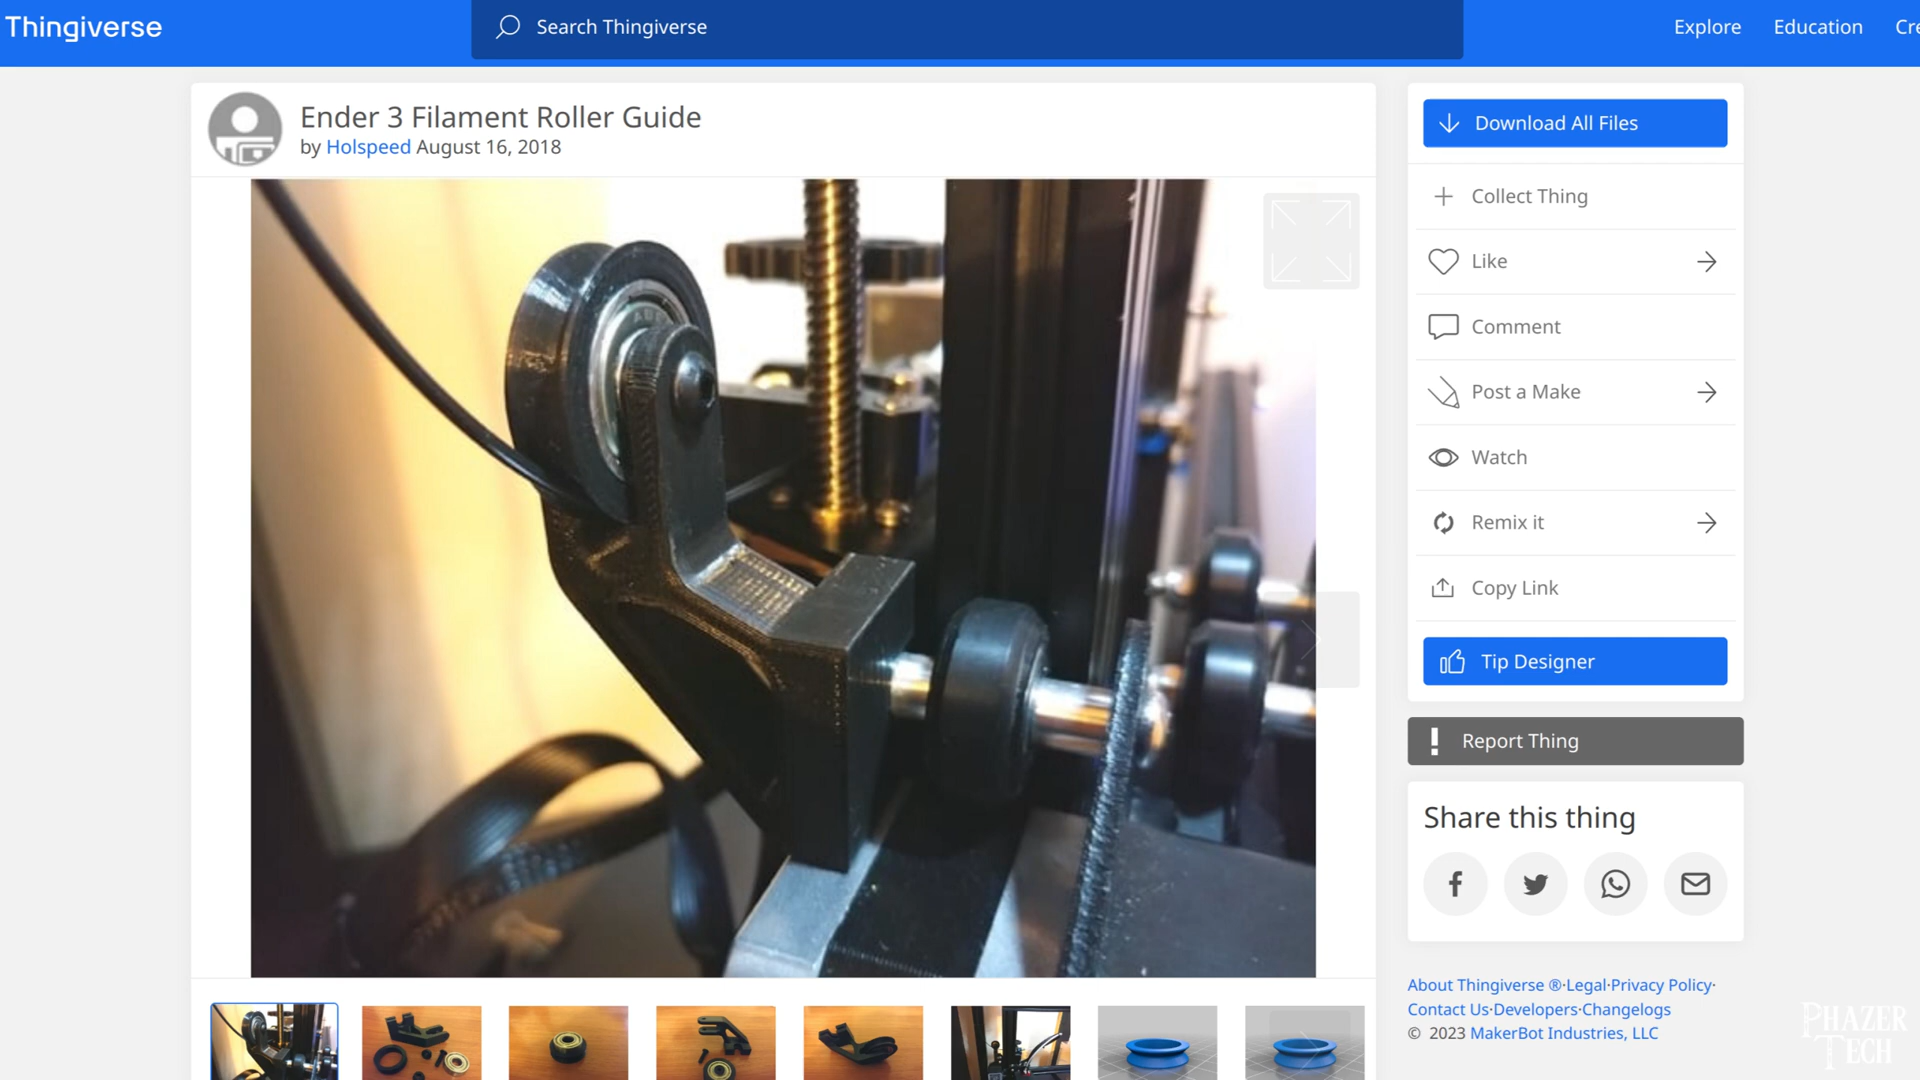 Thingiverse
Search Thingiverse
Explore
Education
Cre
Ender 3 Filament Roller Guide
by Holspeed August 16, 2018
Download All Files
Collect Thing
Like
Comment
Post a Make
Watch
Remix it
Copy Link
Tip Designer
Report Thing
Share this thing
About Thingiverse ®·Legal·Privacy Policy·
Contact Us·Developers·Changelogs
© 2023 MakerBot Industries, LLC
PHAZER
TECH